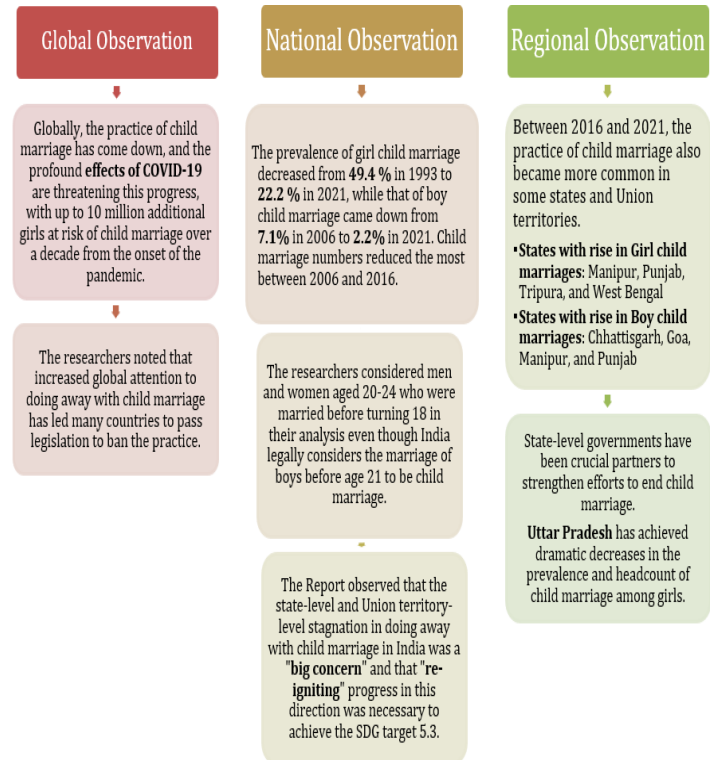 Global Observation
Globally, the practice of child
marriage has come down, and the
profound effects of COVID-19
are threatening this progress,
with up to 10 million additional
girls at risk of child marriage over
a decade from the onset of the
pandemic.
The researchers noted that
increased global attention to
doing away with child marriage
has led many countries to pass
legislation to ban the practice.
National Observation
The prevalence of girl child marriage
decreased from 49.4 % in 1993 to
22.2 % in 2021, while that of boy
child marriage came down from
7.1% in 2006 to 2.2% in 2021. Child
marriage numbers reduced the most
between 2006 and 2016.
The researchers considered men
and women aged 20-24 who were
married before turning 18 in
their analysis even though India
legally considers the marriage of
boys before age 21 to be child
marriage.
The Report observed that the
state-level and Union territory-
level stagnation in doing away
with child marriage in India was a
"big concern" and that "re-
igniting" progress in this
direction was necessary to
achieve the SDG target 5.3.
Regional Observation
Between 2016 and 2021, the
practice of child marriage also
became more common in
some states and Union
territories.
▪States with rise in Girl child
marriages: Manipur, Punjab,
Tripura, and West Bengal
▪States with rise in Boy child
marriages: Chhattisgarh, Goa,
Manipur, and Punjab
State-level governments have
been crucial partners to
strengthen efforts to end child
marriage.
Uttar Pradesh has achieved
dramatic decreases in the
prevalence and headcount of
child marriage among girls.